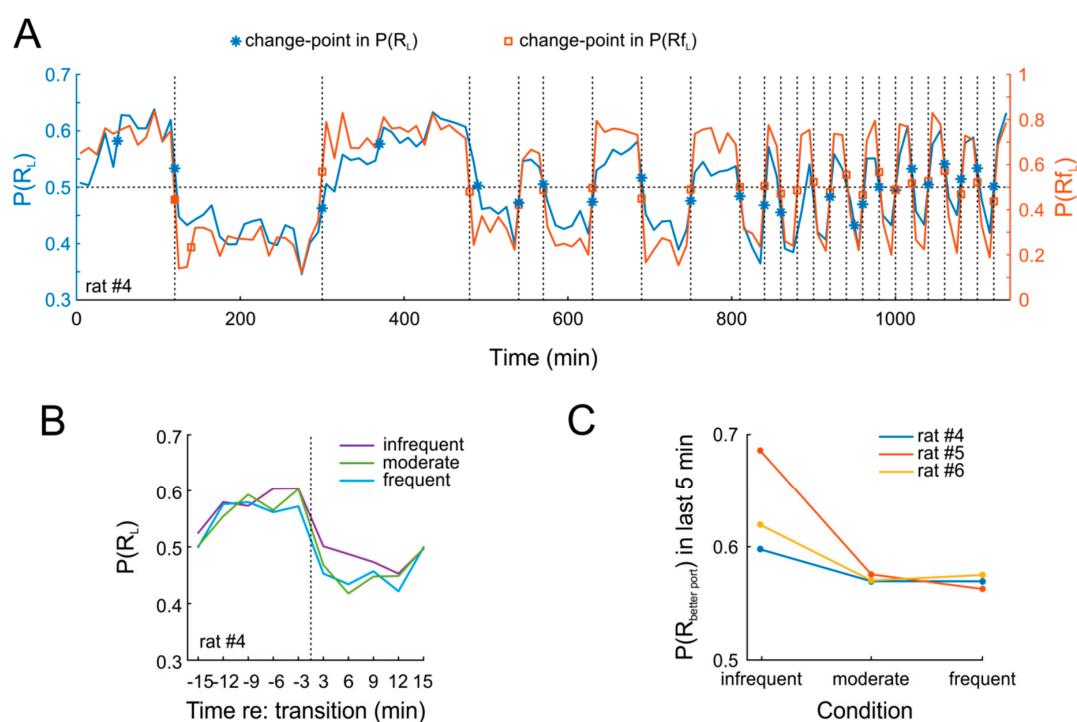 A
change-point in P(R_L)
change-point in P(Rf_L)
0.7
0.6
0.5
0.4
0.3
P(R_L)
1
0.8
0.6
0.4
0.2
0
P(Rf_L)
rat #4
0 200 400 600 800 1000
Time (min)
B
infrequent
moderate
frequent
0.7
0.6
0.5
0.4
0.3
P(R_L)
rat #4
-15 -12 -9 -6 -3 3 6 9 12 15
Time re: transition (min)
C
rat #4
rat #5
rat #6
0.7
0.6
0.5
P(R_better port) in last 5 min
infrequent moderate frequent
Condition